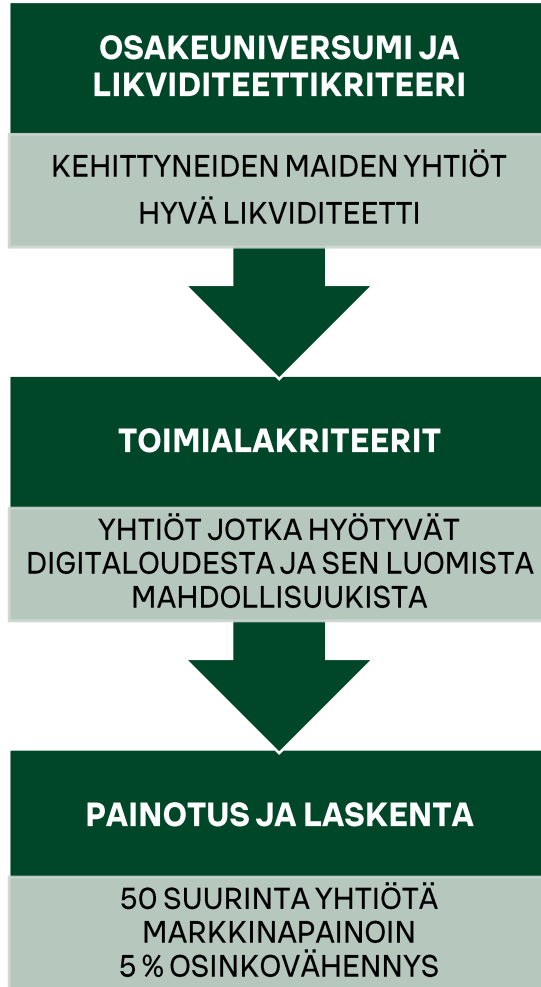 OSAKEUNIVERSUMI JA
LIKVIDITEETTIKRITEERI
KEHITTYNEIDEN MAIDEN YHTIÖT
HYVÄ LIKVIDITEETTI
TOIMIALAKRITEERIT
YHTIÖT JOTKA HYÖTYVÄT
DIGITALOUDESTA JA SEN LUOMISTA
MAHDOLLISUUKISTA
PAINOTUS JA LASKENTA
50 SUURINTA YHTIÖTÄ
MARKKINAPAINOIN
5 % OSINKOVÄHENNYS